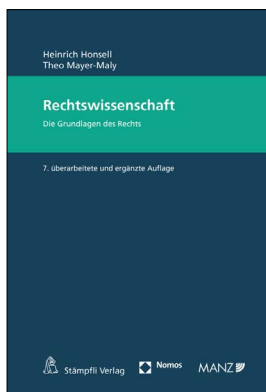 Heinrich Honsell
Theo Mayer-Maly
Rechtswissenschaft
Die Grundlagen des Rechts
7. überarbeitete und ergänzte Auflage
Stämpfli Verlag Nomos MANZ